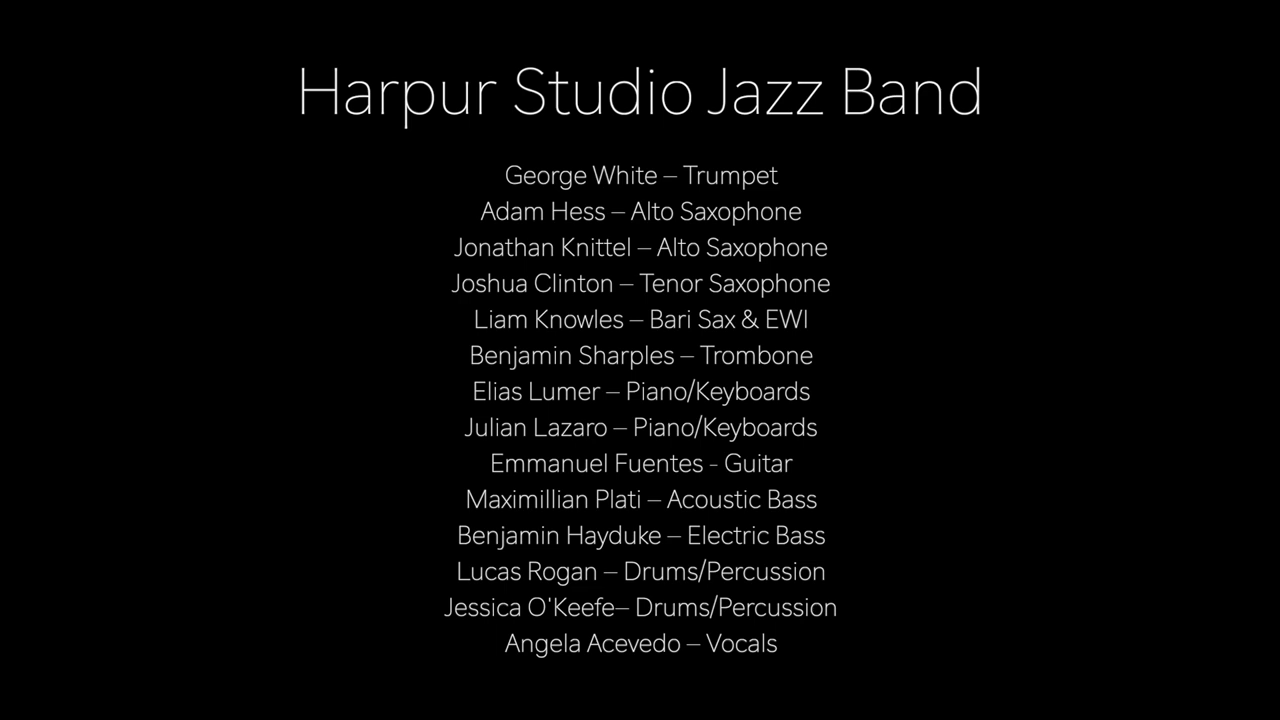 Harpur Studio Jazz Band
George White – Trumpet
Adam Hess – Alto Saxophone
Jonathan Knittel – Alto Saxophone
Joshua Clinton – Tenor Saxophone
Liam Knowles – Bari Sax & EWI
Benjamin Sharples – Trombone
Elias Lumer – Piano/Keyboards
Julian Lazaro – Piano/Keyboards
Emmanuel Fuentes - Guitar
Maximillian Plati – Acoustic Bass
Benjamin Hayduke – Electric Bass
Lucas Rogan – Drums/Percussion
Jessica O'Keefe– Drums/Percussion
Angela Acevedo – Vocals